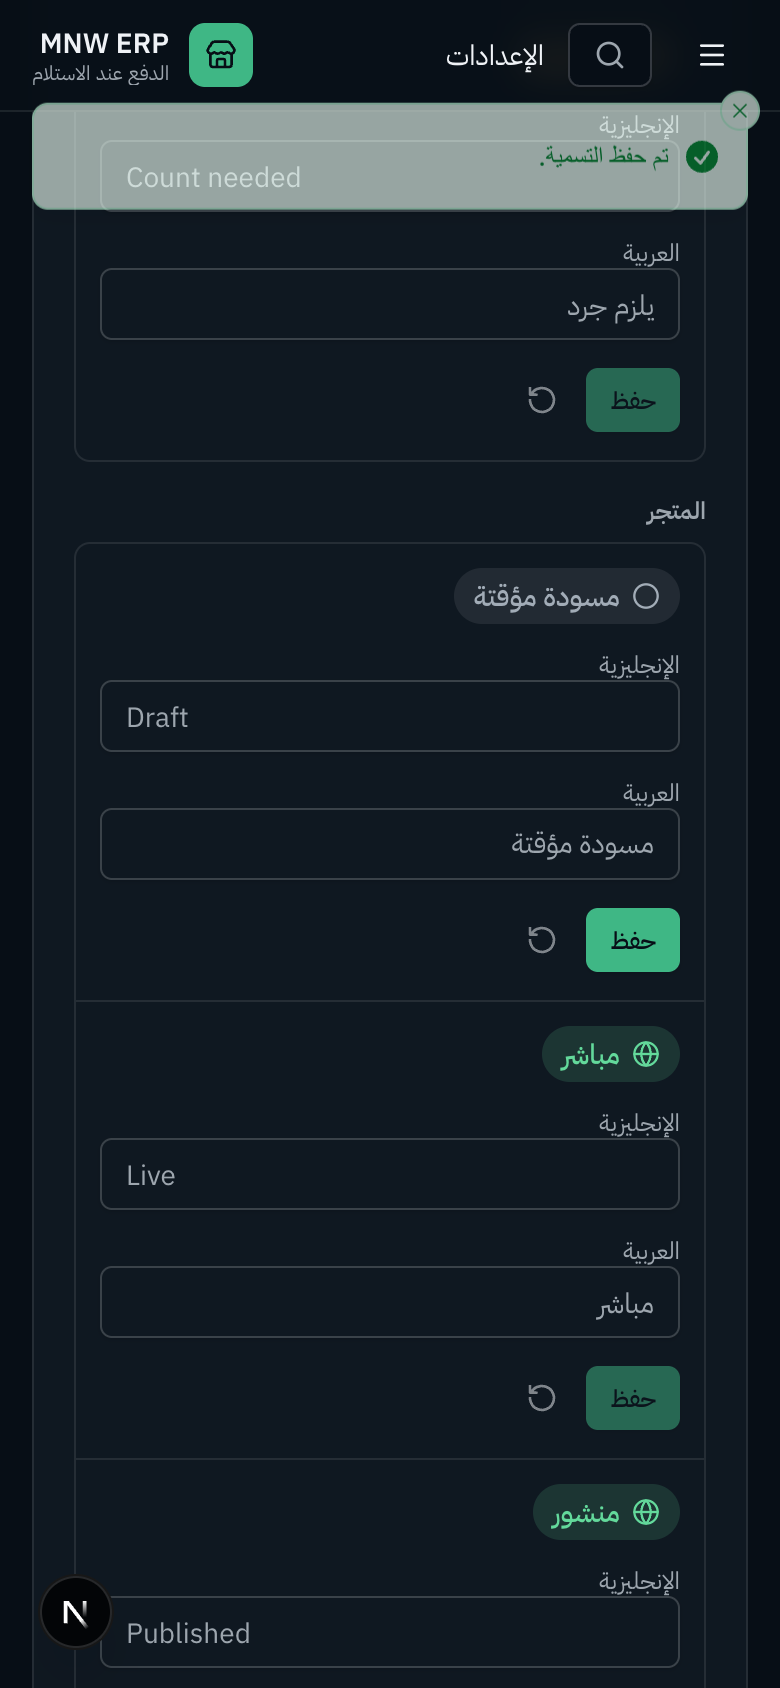 الإعدادات
MNW ERP
الدفع عند الاستلام
الإنجليزية
تم حفظ التسمية.
Count needed
العربية
يلزم جرد
حفظ
المتجر
مسودة مؤقتة
الإنجليزية
Draft
العربية
مسودة مؤقتة
حفظ
مباشر
الإنجليزية
Live
العربية
مباشر
حفظ
منشور
الإنجليزية
Published
N